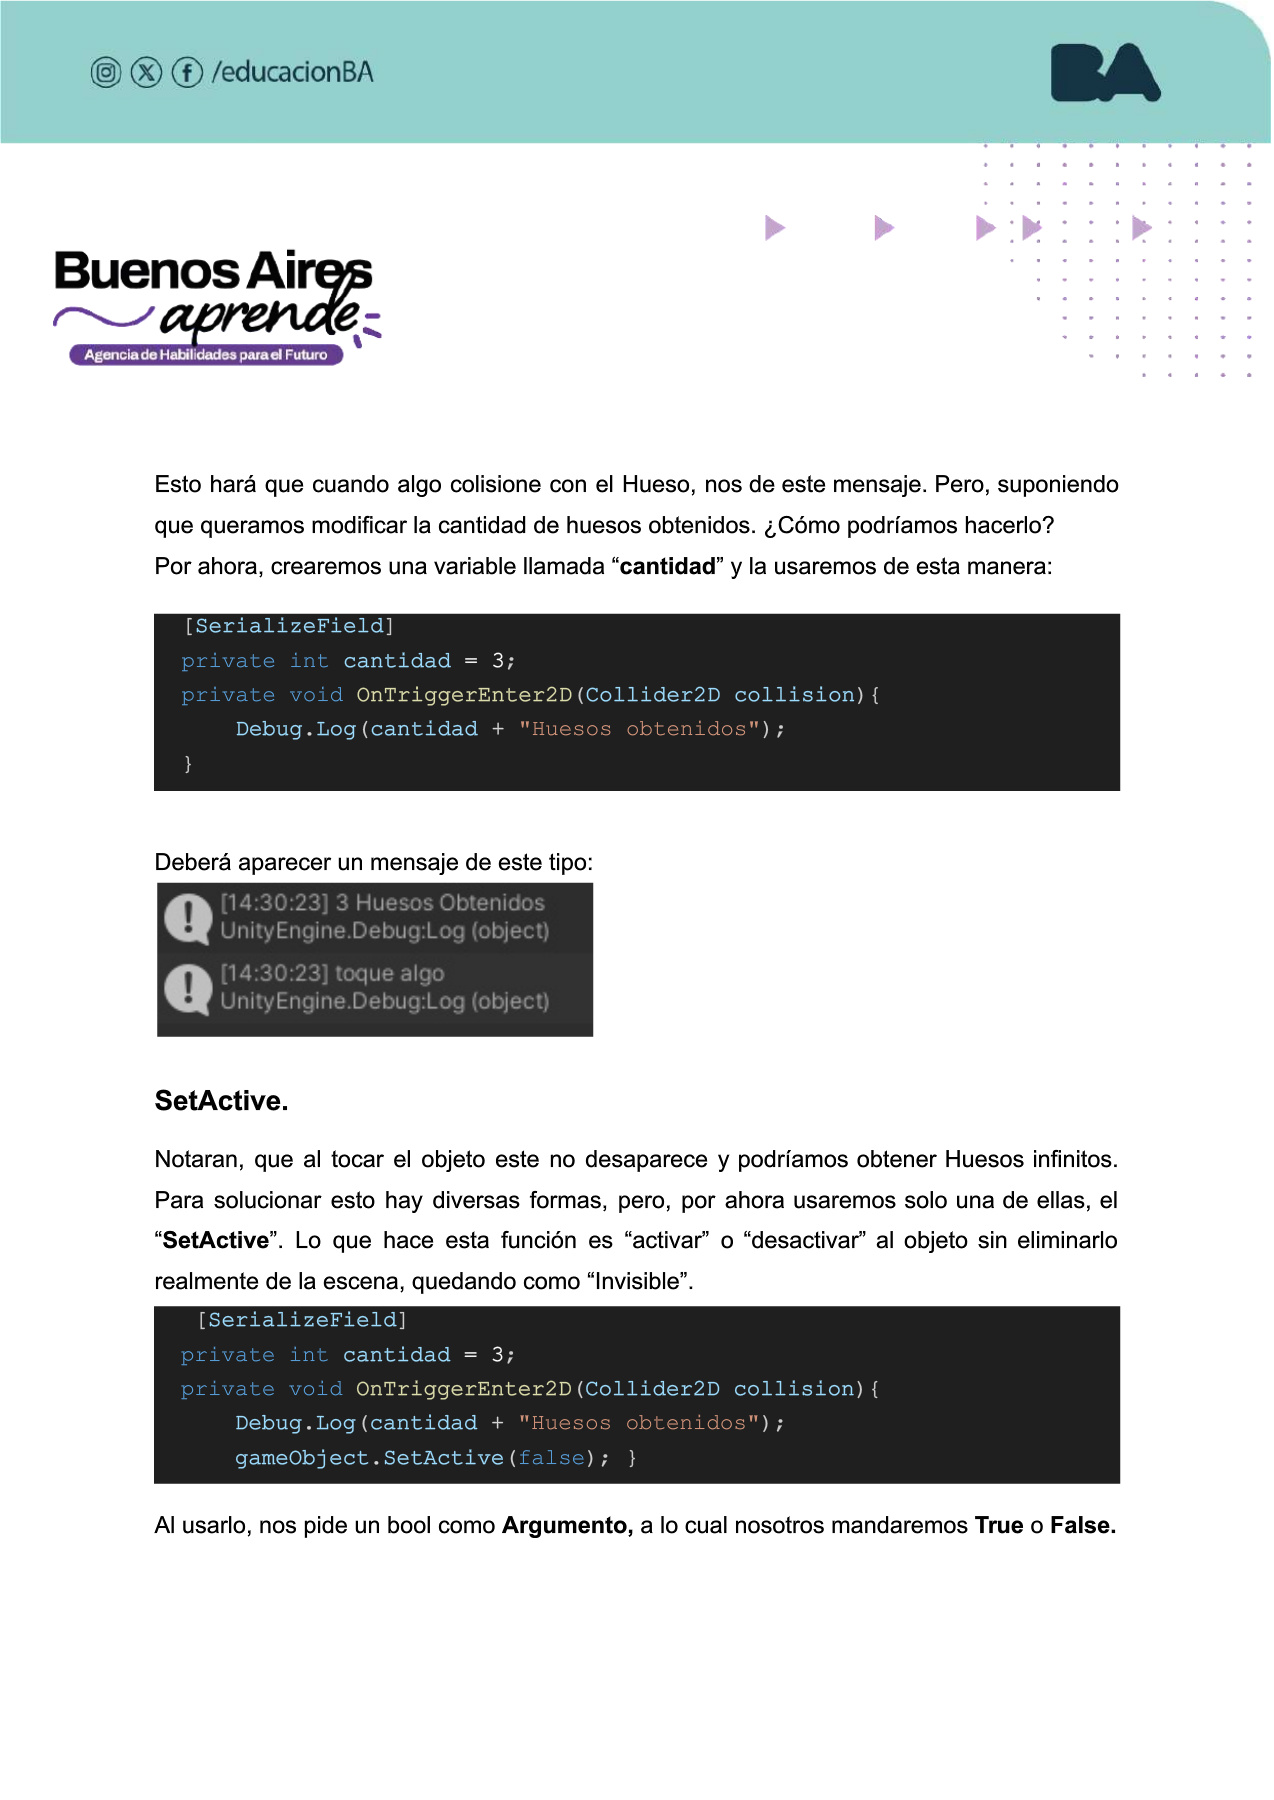 /educacionBA
BA
Buenos Aires
aprende
Agencia de Habilidades para el Futuro
Esto hará que cuando algo colisione con el Hueso, nos de este mensaje. Pero, suponiendo
que queramos modificar la cantidad de huesos obtenidos. ¿Cómo podríamos hacerlo?
Por ahora, crearemos una variable llamada “cantidad” y la usaremos de esta manera:
[SerializeField]
private int cantidad = 3;
private void OnTriggerEnter2D(Collider2D collision){
Debug.Log(cantidad + "Huesos obtenidos");
}
Deberá aparecer un mensaje de este tipo:
[14:30:23] 3 Huesos Obtenidos
UnityEngine.Debug:Log (object)
[14:30:23] toque algo
UnityEngine.Debug:Log (object)
SetActive.
Notaran, que al tocar el objeto este no desaparece y podríamos obtener Huesos infinitos.
Para solucionar esto hay diversas formas, pero, por ahora usaremos solo una de ellas, el
“SetActive”. Lo que hace esta función es “activar” o “desactivar” al objeto sin eliminarlo
realmente de la escena, quedando como “Invisible”.
[SerializeField]
private int cantidad = 3;
private void OnTriggerEnter2D(Collider2D collision){
Debug.Log(cantidad + "Huesos obtenidos");
gameObject.SetActive(false); }
Al usarlo, nos pide un bool como Argumento, a lo cual nosotros mandaremos True o False.